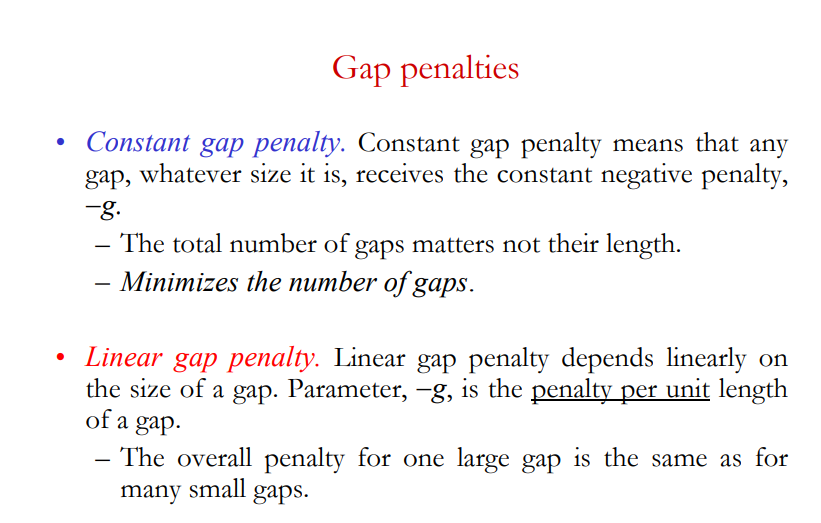 Gap penalties
• Constant gap penalty. Constant gap penalty means that any
gap, whatever size it is, receives the constant negative penalty,
−g.
– The total number of gaps matters not their length.
– Minimizes the number of gaps.
• Linear gap penalty. Linear gap penalty depends linearly on
the size of a gap. Parameter, −g, is the penalty per unit length
of a gap.
– The overall penalty for one large gap is the same as for
many small gaps.